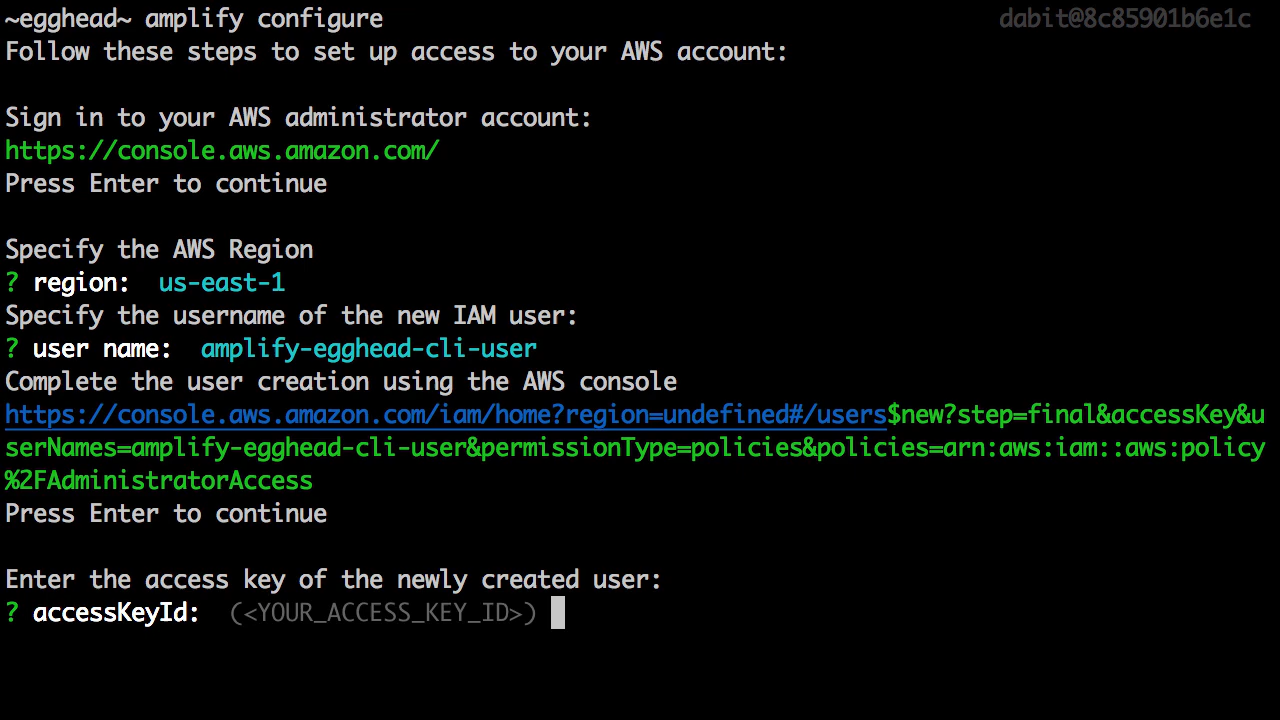 ~egghead~ amplify configure dabit@8c85901b6e1c
Follow these steps to set up access to your AWS account:
Sign in to your AWS administrator account:
https://console.aws.amazon.com/
Press Enter to continue
Specify the AWS Region
? region:  us-east-1
Specify the username of the new IAM user:
? user name:  amplify-egghead-cli-user
Complete the user creation using the AWS console
https://console.aws.amazon.com/iam/home?region=undefined#/users$new?step=final&accessKey&u
serNames=amplify-egghead-cli-user&permissionType=policies&policies=arn:aws:iam::aws:policy
%2FAdministratorAccess
Press Enter to continue
Enter the access key of the newly created user:
? accessKeyId:  (<YOUR_ACCESS_KEY_ID>)